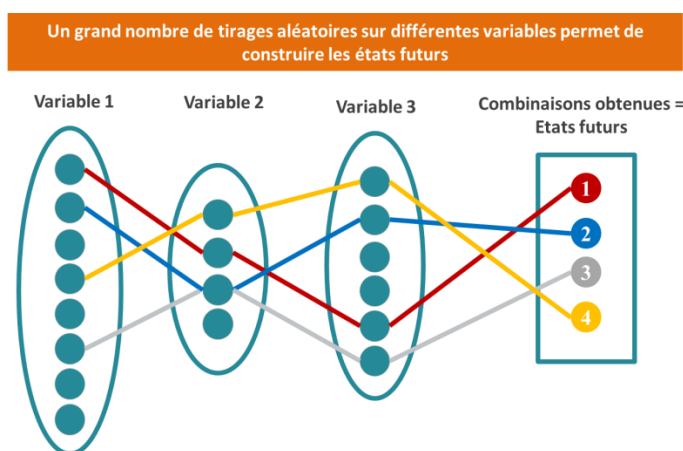 Un grand nombre de tirages aléatoires sur différentes variables permet de
construire les états futurs
Variable 1
Variable 2
Variable 3
Combinaisons obtenues =
Etats futurs
1
2
3
4